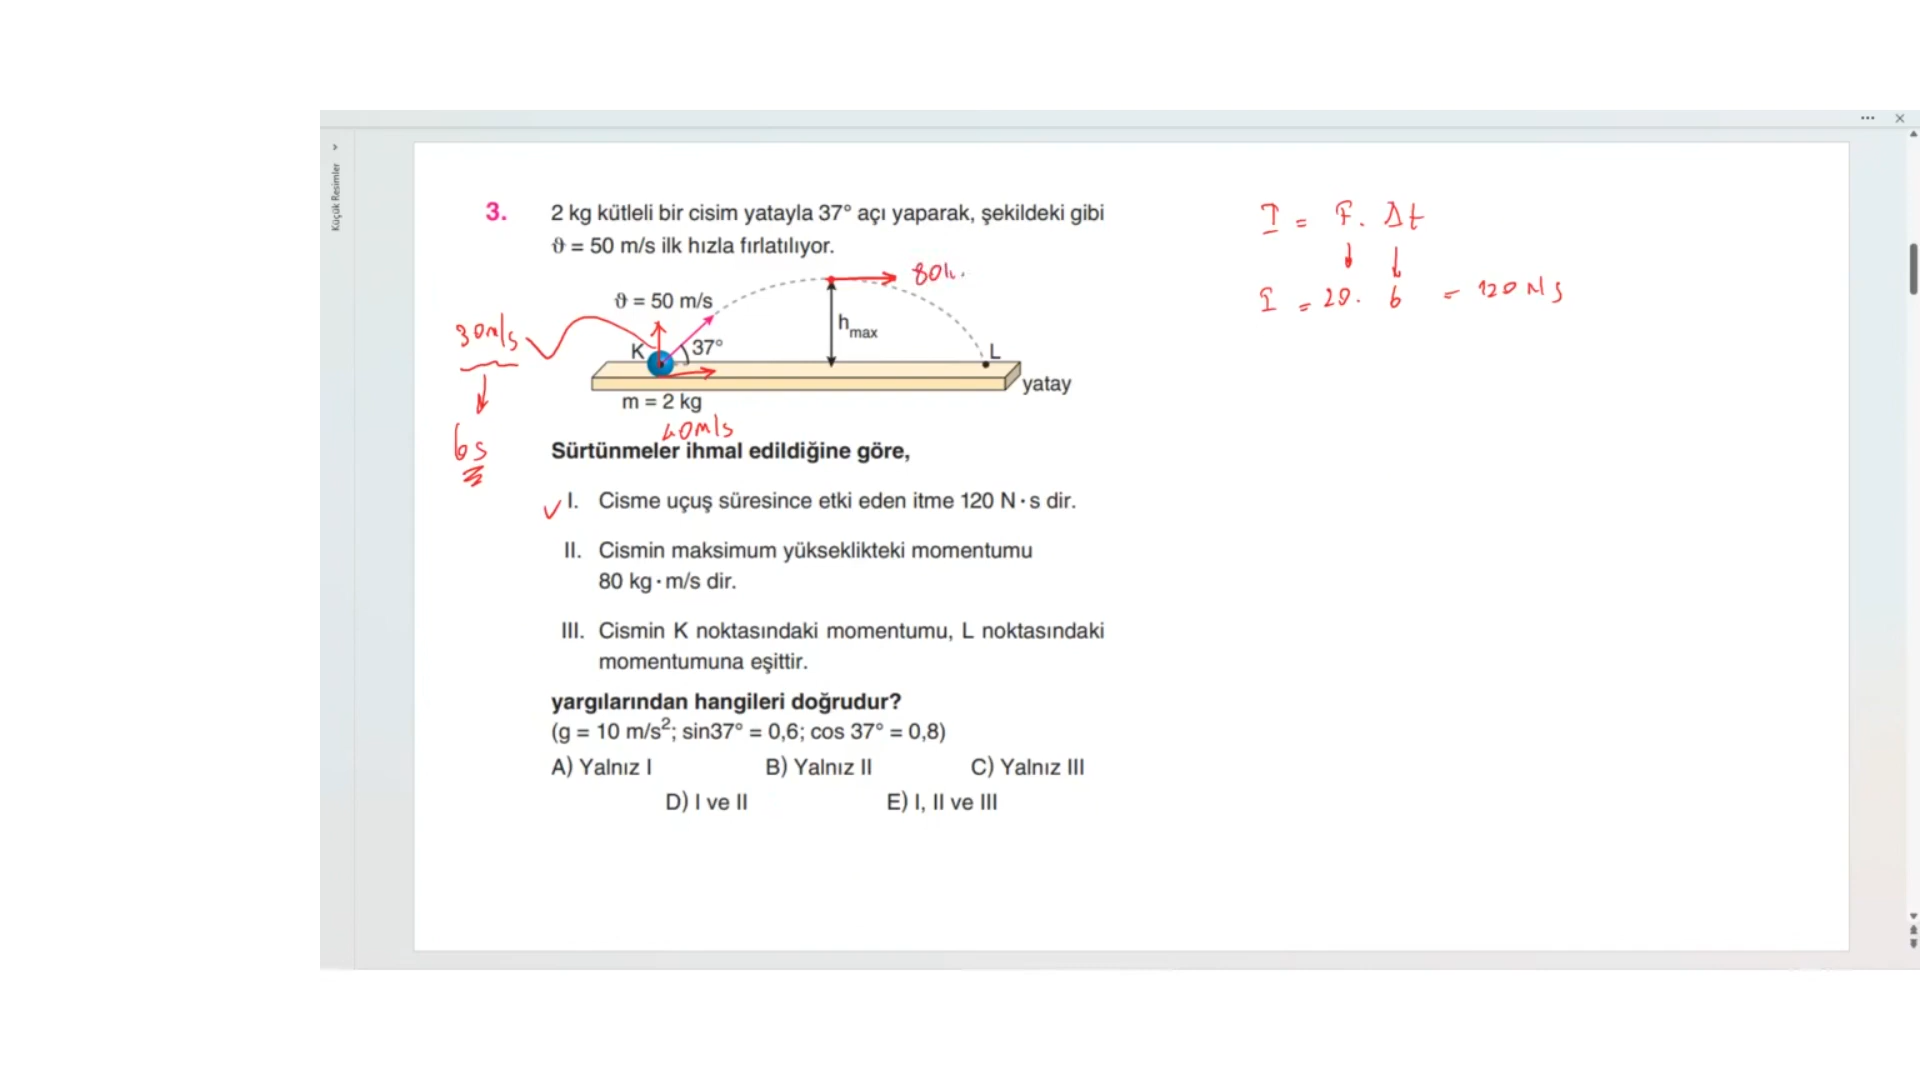 Küçük Resimler
3. 2 kg kütleli bir cisim yatayla 37° açı yaparak, şekildeki gibi
ϑ = 50 m/s ilk hızla fırlatılıyor.
ϑ = 50 m/s
K
37°
h max
L
yatay
m = 2 kg
30m/s
6s
40m/s
I = F. Δt
I = 20. 6 = 120 N s
Sürtünmeler ihmal edildiğine göre,
I. Cisme uçuş süresince etki eden itme 120 N·s dir.
II. Cismin maksimum yükseklikteki momentumu
80 kg·m/s dir.
III. Cismin K noktasındaki momentumu, L noktasındaki
momentumuna eşittir.
yargılarından hangileri doğrudur?
(g = 10 m/s²; sin37° = 0,6; cos 37° = 0,8)
A) Yalnız I B) Yalnız II C) Yalnız III
D) I ve II E) I, II ve III